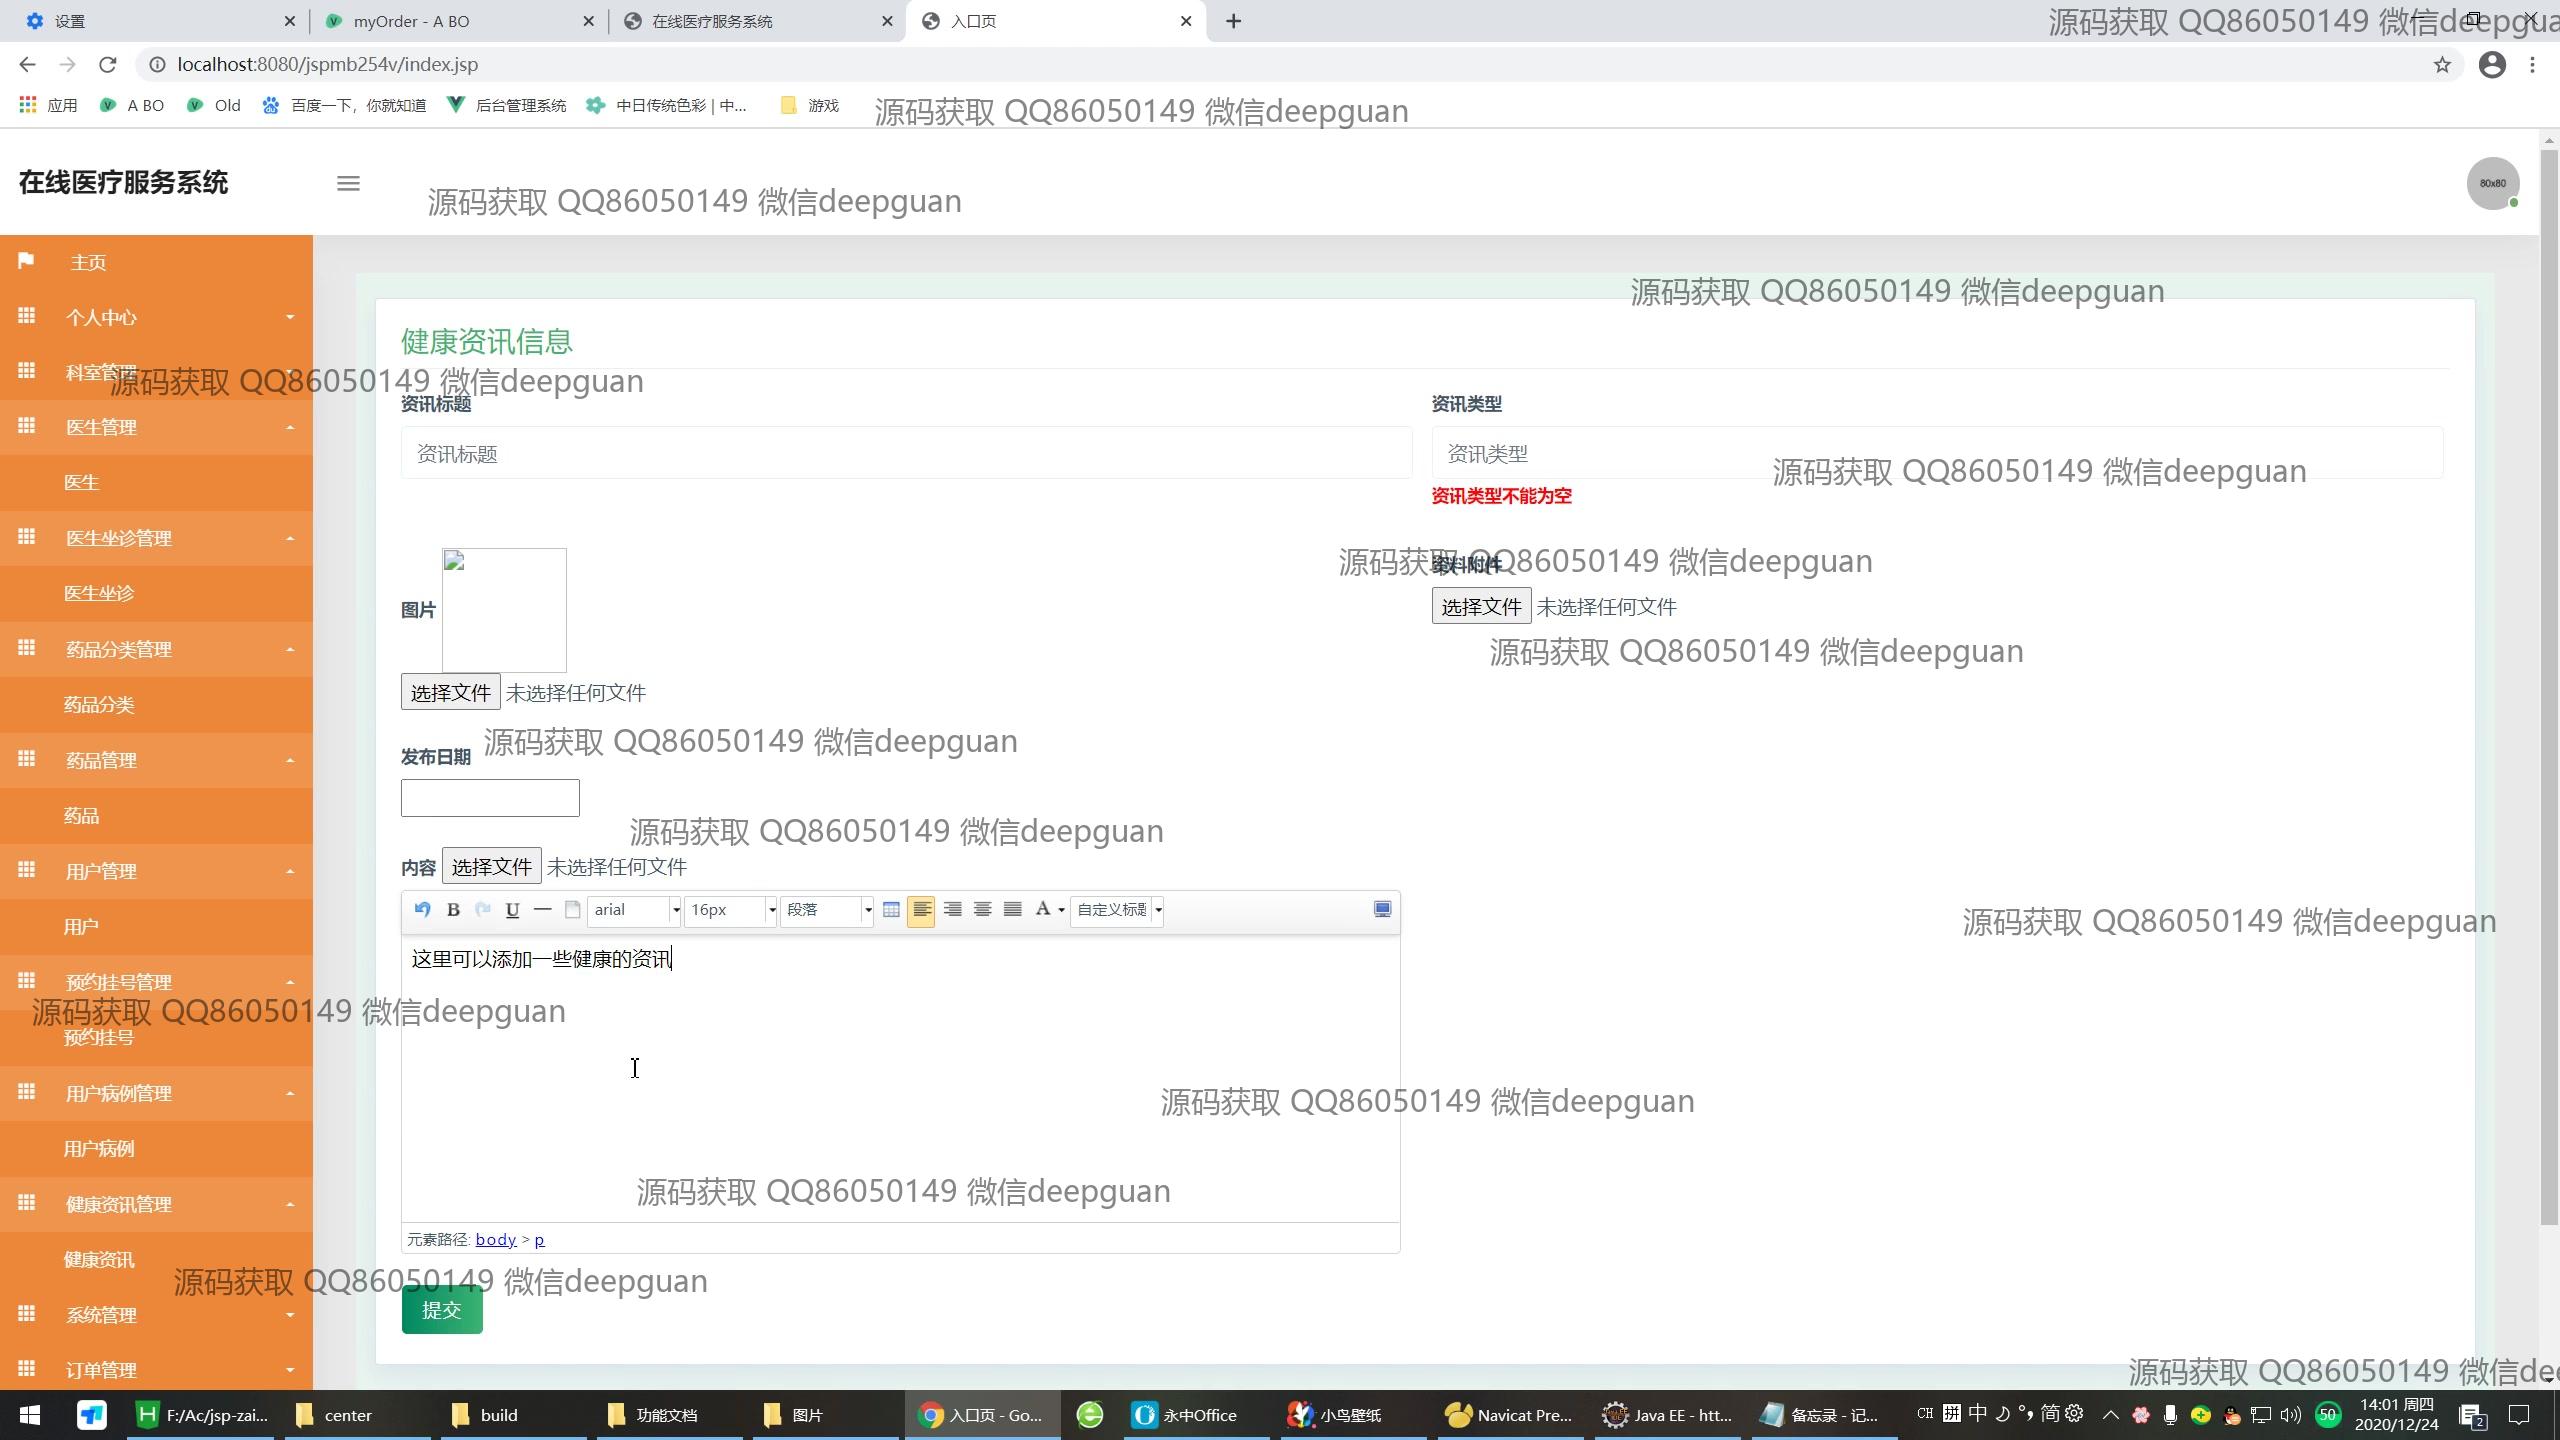 设置
myOrder - A BO
在线医疗服务系统
入口页
源码获取 QQ86050149 微信deepgua
localhost:8080/jspmb254v/index.jsp
应用
A BO
Old
百度一下，你就知道
后台管理系统
中日传统色彩 | 中...
游戏
源码获取 QQ86050149 微信deepguan
在线医疗服务系统
80x80
源码获取 QQ86050149 微信deepguan
主页
源码获取 QQ86050149 微信deepguan
个人中心
健康资讯信息
科室管理
源码获取 QQ86050149 微信deepguan
资讯标题
资讯类型
医生管理
资讯标题
资讯类型
源码获取 QQ86050149 微信deepguan
医生
资讯类型不能为空
医生坐诊管理
源码获取 QQ86050149 微信deepguan
资料附件
医生坐诊
图片
选择文件 未选择任何文件
药品分类管理
源码获取 QQ86050149 微信deepguan
选择文件 未选择任何文件
药品分类
源码获取 QQ86050149 微信deepguan
发布日期
药品管理
药品
源码获取 QQ86050149 微信deepguan
用户管理
内容 选择文件 未选择任何文件
B U arial 16px 段落 A 自定义标题
用户
源码获取 QQ86050149 微信deepguan
这里可以添加一些健康的资讯
预约挂号管理
源码获取 QQ86050149 微信deepguan
预约挂号
用户病例管理
源码获取 QQ86050149 微信deepguan
用户病例
源码获取 QQ86050149 微信deepguan
健康资讯管理
元素路径: body > p
健康资讯
源码获取 QQ86050149 微信deepguan
提交
系统管理
订单管理
源码获取 QQ86050149 微信dee
F:/Ac/jsp-zai...
center
build
功能文档
图片
入口页 - Go...
永中Office
小鸟壁纸
Navicat Pre...
Java EE - htt...
备忘录 - 记...
CH 拼 中 简
50
14:01 周四
2020/12/24
2